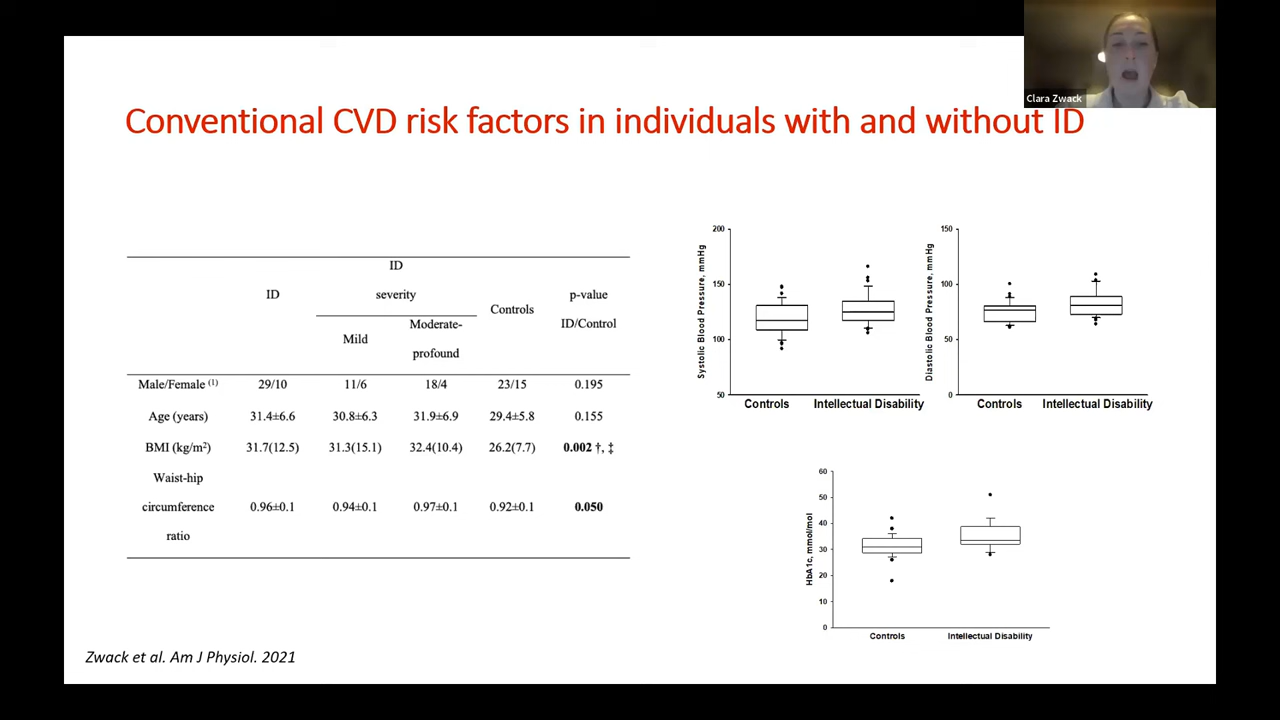 Clara Zwack
Conventional CVD risk factors in individuals with and without ID
ID
severity
ID
Controls
p-value
ID/Control
Mild
Moderate-
profound
Male/Female (1) 29/10 11/6 18/4 23/15 0.195
Age (years) 31.4±6.6 30.8±6.3 31.9±6.9 29.4±5.8 0.155
BMI (kg/m²) 31.7(12.5) 31.3(15.1) 32.4(10.4) 26.2(7.7) 0.002 †, ‡
Waist-hip
circumference 0.96±0.1 0.94±0.1 0.97±0.1 0.92±0.1 0.050
ratio
Systolic Blood Pressure, mmHg
200
150
100
50
Controls Intellectual Disability
Diastolic Blood Pressure, mmHg
150
100
50
0
Controls Intellectual Disability
HbA1c, mmol/mol
60
50
40
30
20
10
0
Controls Intellectual Disability
Zwack et al. Am J Physiol. 2021